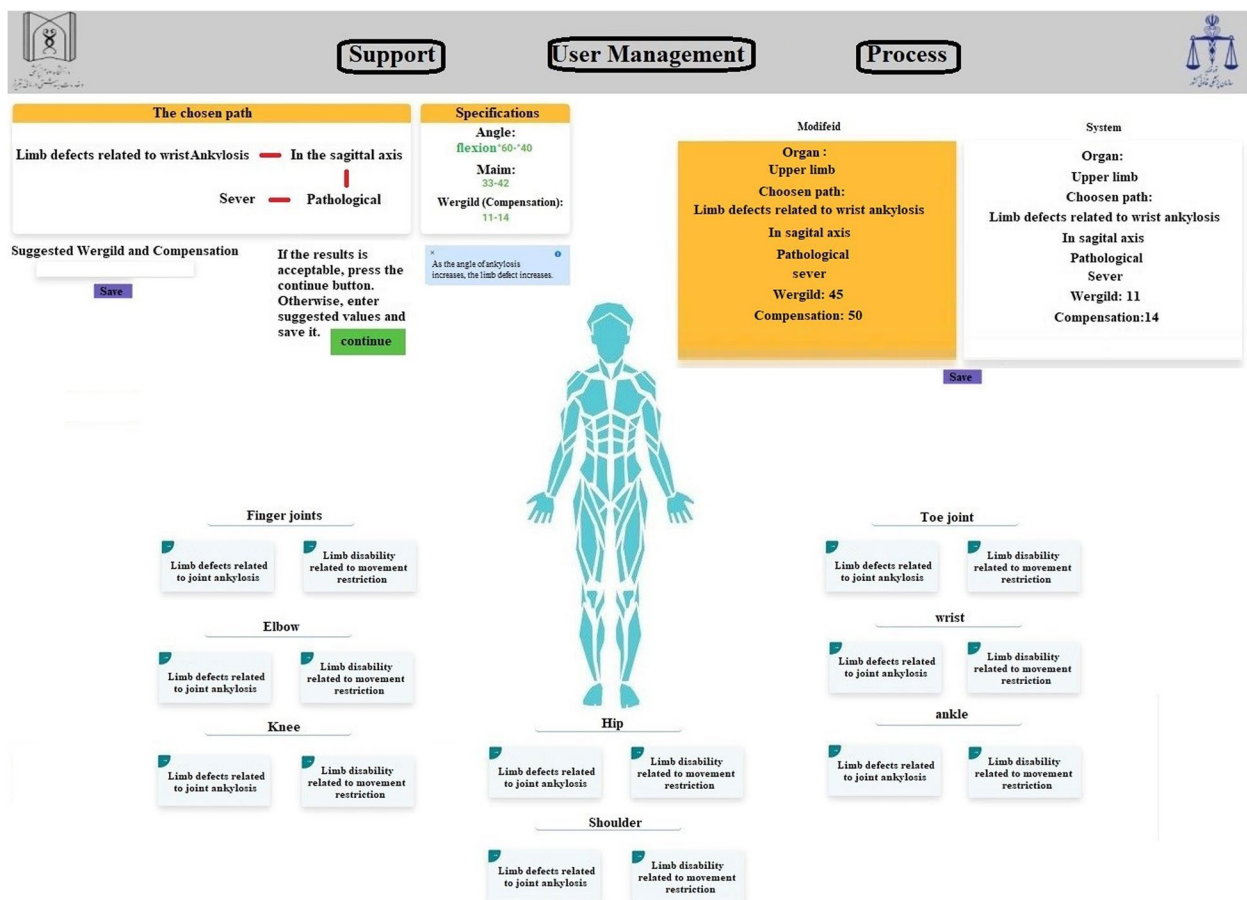 Support
User Management
Process
The chosen path
Limb defects related to wristAnkylosis
In the sagittal axis
Sever
Pathological
Specifications
Angle:
flexion°60-°40
Maim:
33-42
Wergild (Compensation):
11-14
Suggested Wergild and Compensation
Save
If the results is
acceptable, press the
continue button.
Otherwise, enter
suggested values and
save it.
continue
×
As the angle of ankylosis
increases, the limb defect increases.
Modifeid
Organ :
Upper limb
Choosen path:
Limb defects related to wrist ankylosis
In sagital axis
Pathological
sever
Wergild: 45
Compensation: 50
System
Organ:
Upper limb
Choosen path:
Limb defects related to wrist ankylosis
In sagital axis
Pathological
Sever
Wergild: 11
Compensation:14
Save
Finger joints
Limb defects related
to joint ankylosis
Limb disability
related to movement
restriction
Elbow
Limb defects related
to joint ankylosis
Limb disability
related to movement
restriction
Knee
Limb defects related
to joint ankylosis
Limb disability
related to movement
restriction
Hip
Limb defects related
to joint ankylosis
Limb disability
related to movement
restriction
Shoulder
Limb defects related
to joint ankylosis
Limb disability
related to movement
restriction
Toe joint
Limb defects related
to joint ankylosis
Limb disability
related to movement
restriction
wrist
Limb defects related
to joint ankylosis
Limb disability
related to movement
restriction
ankle
Limb defects related
to joint ankylosis
Limb disability
related to movement
restriction